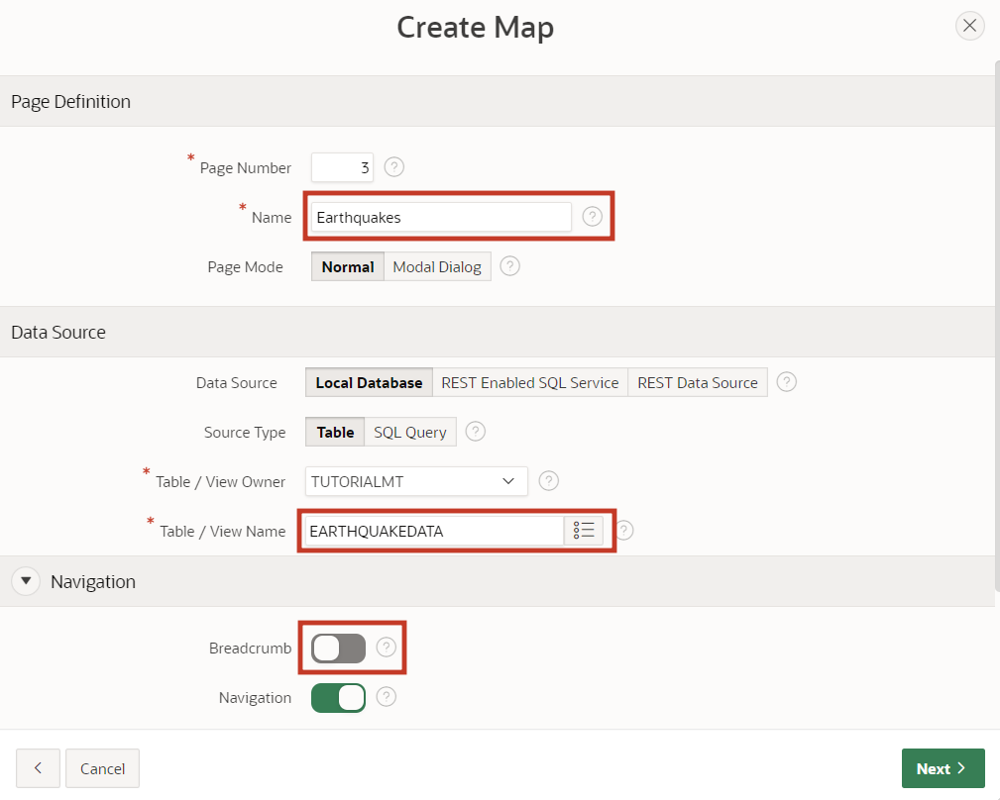 Create Map
Page Definition
* Page Number 3 ?
* Name Earthquakes ?
Page Mode Normal Modal Dialog ?
Data Source
Data Source Local Database REST Enabled SQL Service REST Data Source ?
Source Type Table SQL Query ?
* Table / View Owner TUTORIALMT ?
* Table / View Name EARTHQUAKEDATA ?
Navigation
Breadcrumb ?
Navigation ?
Cancel Next